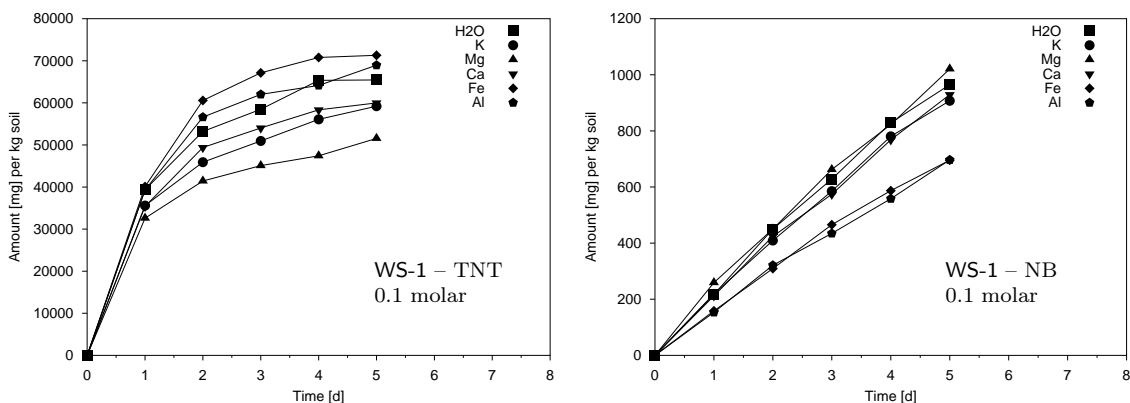 80000
70000
60000
50000
40000
30000
20000
10000
0
Amount [mg] per kg soil
0 1 2 3 4 5 6 7 8
Time [d]
H2O
K
Mg
Ca
Fe
Al
WS-1 – TNT
0.1 molar
1200
1000
800
600
400
200
0
Amount [mg] per kg soil
0 1 2 3 4 5 6 7 8
Time [d]
H2O
K
Mg
Ca
Fe
Al
WS-1 – NB
0.1 molar